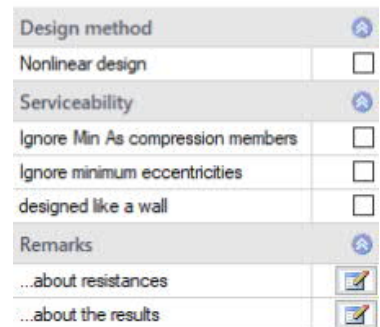 Design method
Nonlinear design
Serviceability
Ignore Min As compression members
Ignore minimum eccentricities
designed like a wall
Remarks
...about resistances
...about the results